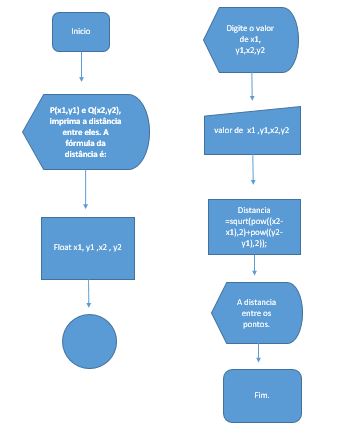 Inicio
P(x1,y1) e Q(x2,y2),
imprima a distância
entre eles. A
fórmula da
distância é:
Float x1, y1 ,x2 , y2
Digite o valor
de x1,
y1,x2,y2
valor de x1 ,y1,x2,y2
Distancia
=squrt(pow((x2-
x1),2)+pow((y2-
y1),2));
A distancia
entre os
pontos.
Fim.